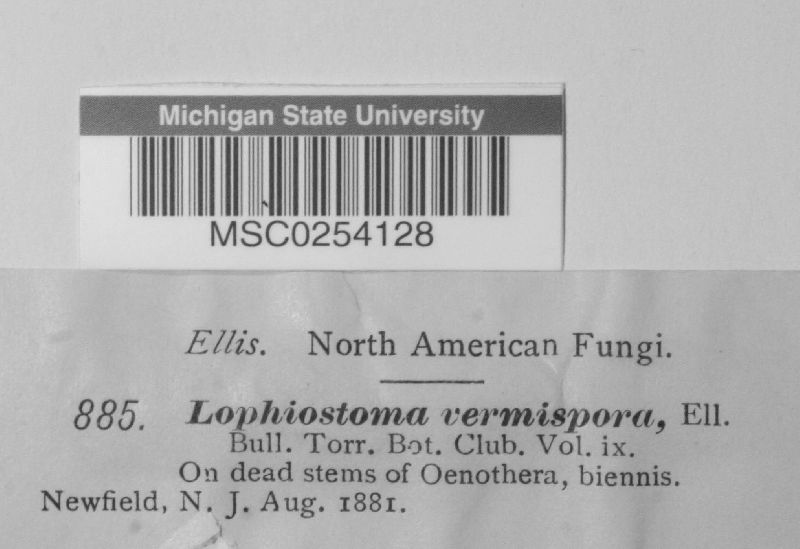 Michigan State University
MSC0254128
Ellis. North American Fungi.
885. Lophiostoma vermispora, Ell.
Bull. Torr. Bot. Club. Vol. ix.
On dead stems of Oenothera, biennis.
Newfield, N. J. Aug. 1881.